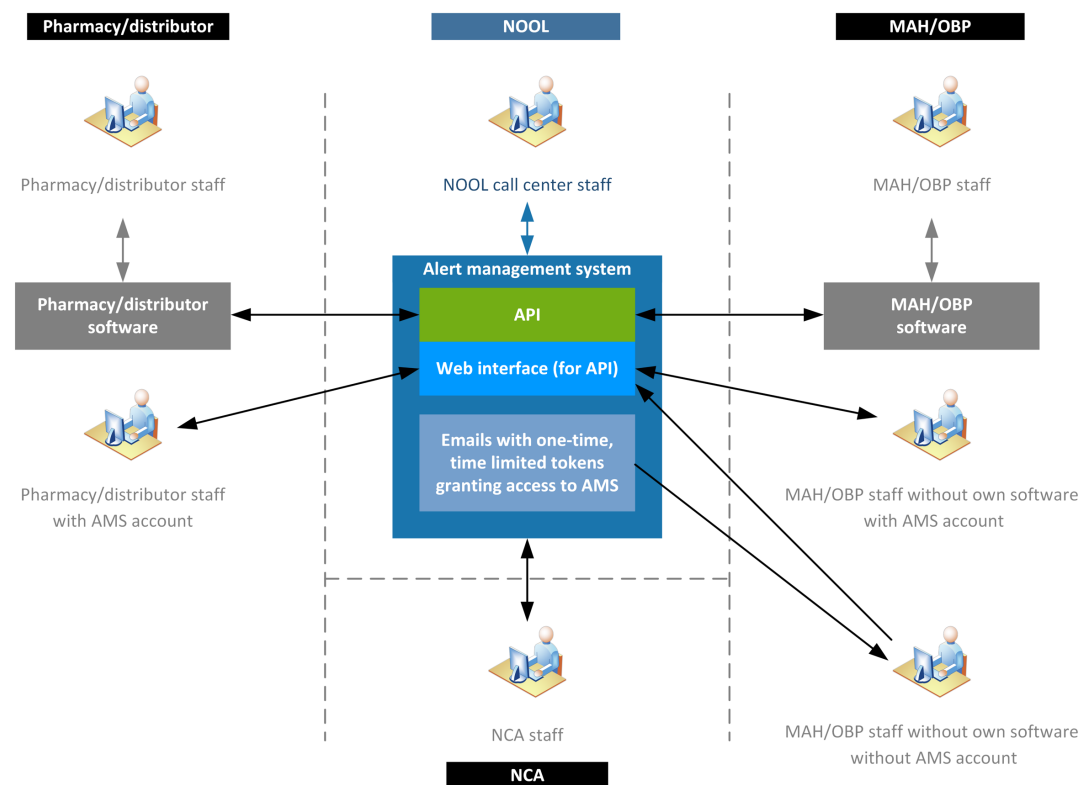 Pharmacy/distributor
NOOL
MAH/OBP
Pharmacy/distributor staff
NOOL call center staff
MAH/OBP staff
Alert management system
Pharmacy/distributor
software
API
MAH/OBP
software
Web interface (for API)
Emails with one-time,
time limited tokens
granting access to AMS
Pharmacy/distributor staff
with AMS account
MAH/OBP staff without own software
with AMS account
NCA staff
MAH/OBP staff without own software
without AMS account
NCA